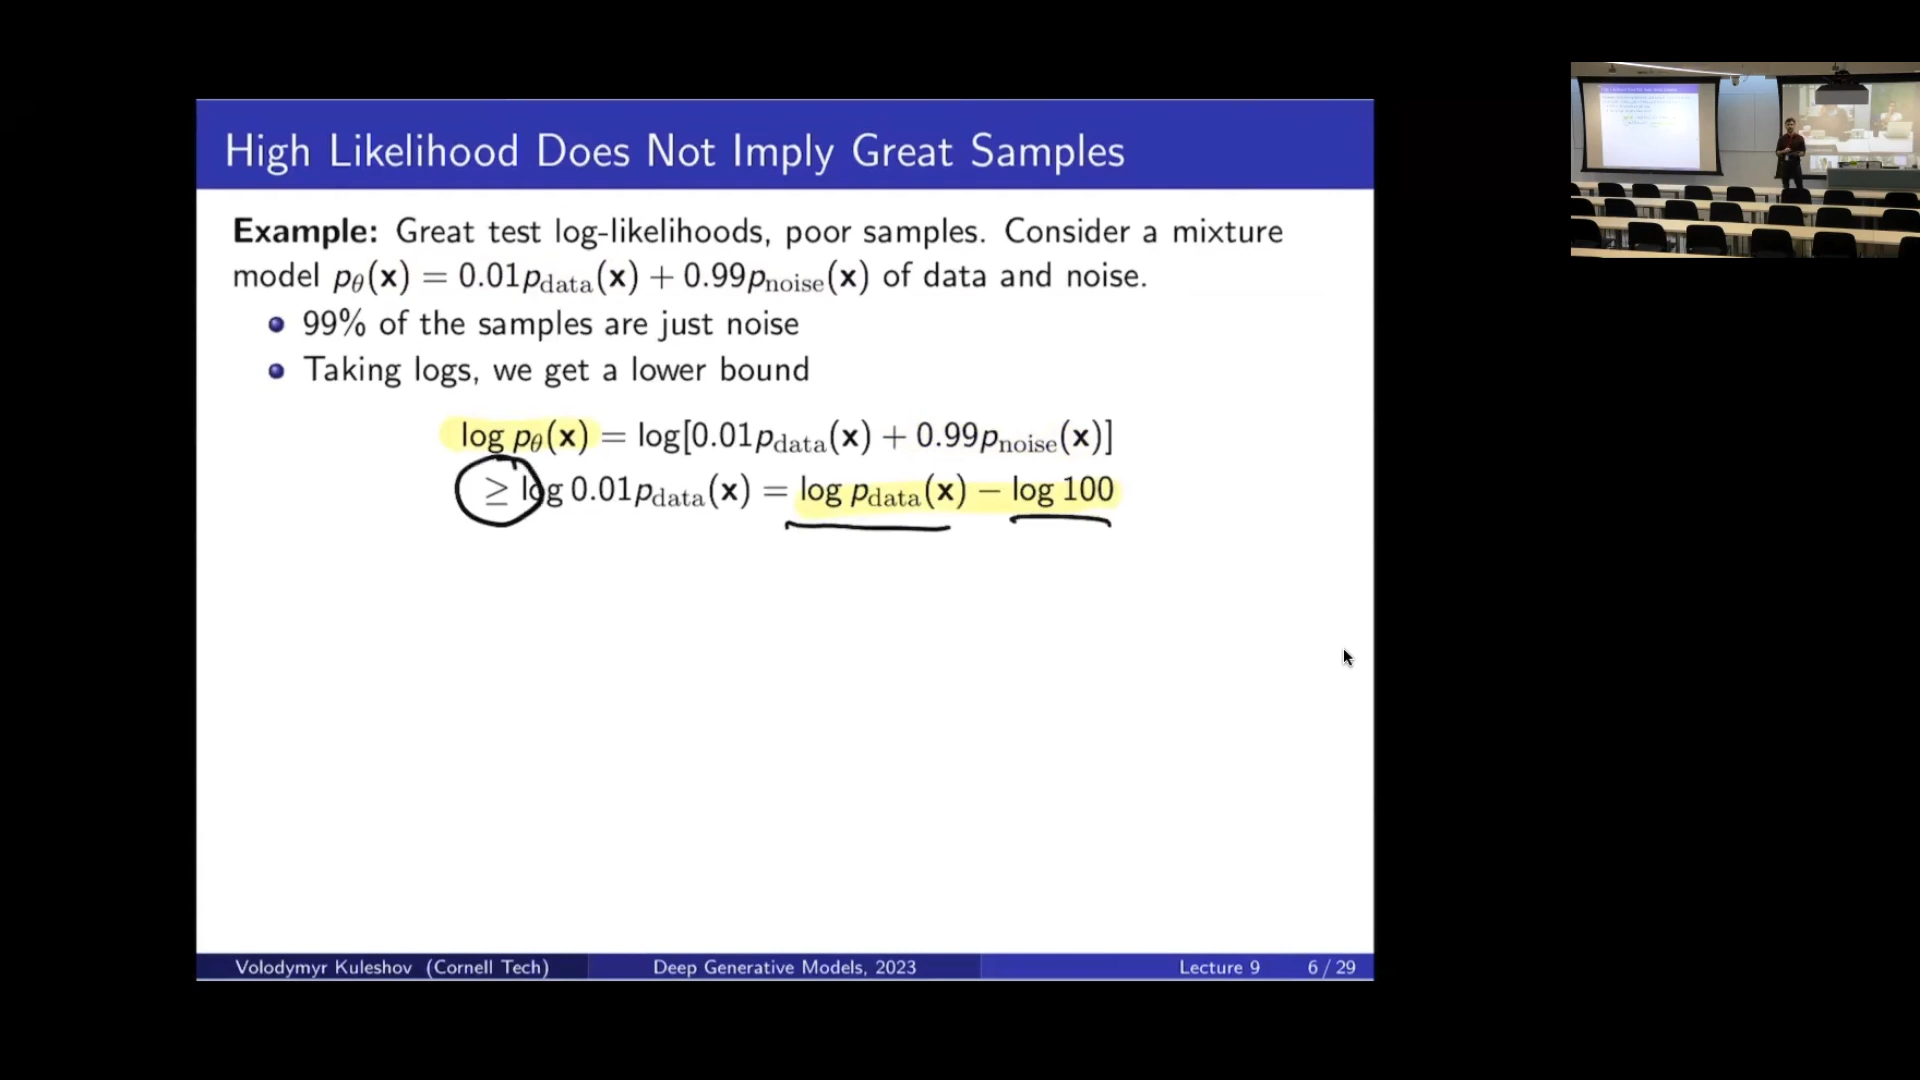 High Likelihood Does Not Imply Great Samples
Example: Great test log-likelihoods, poor samples. Consider a mixture
model pθ(x) = 0.01pdata(x) + 0.99pnoise(x) of data and noise.
99% of the samples are just noise
Taking logs, we get a lower bound
log pθ(x) = log[0.01pdata(x) + 0.99pnoise(x)]
≥ log 0.01pdata(x) = log pdata(x) − log 100
Volodymyr Kuleshov (Cornell Tech) Deep Generative Models, 2023 Lecture 9 6 / 29